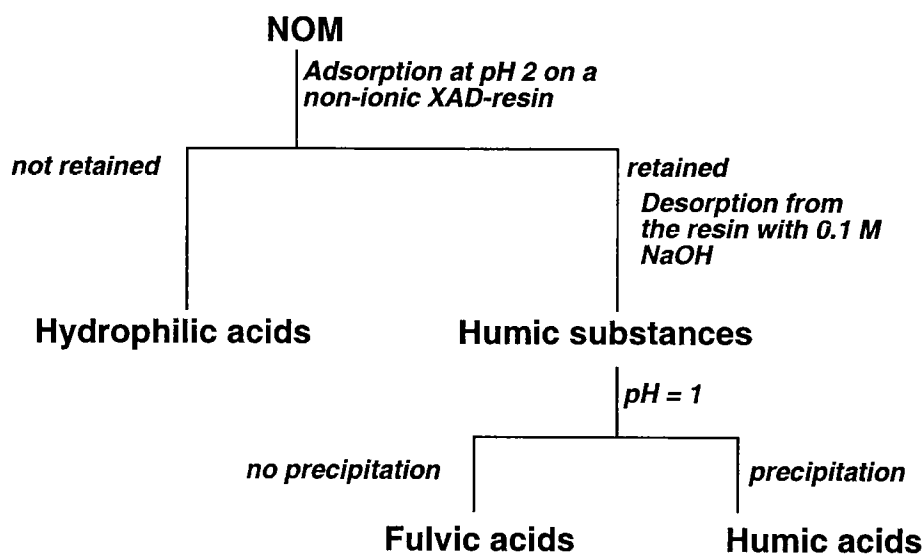 NOM
Adsorption at pH 2 on a
non-ionic XAD-resin
not retained
retained
Desorption from
the resin with 0.1 M
NaOH
Hydrophilic acids
Humic substances
pH = 1
no precipitation
precipitation
Fulvic acids
Humic acids